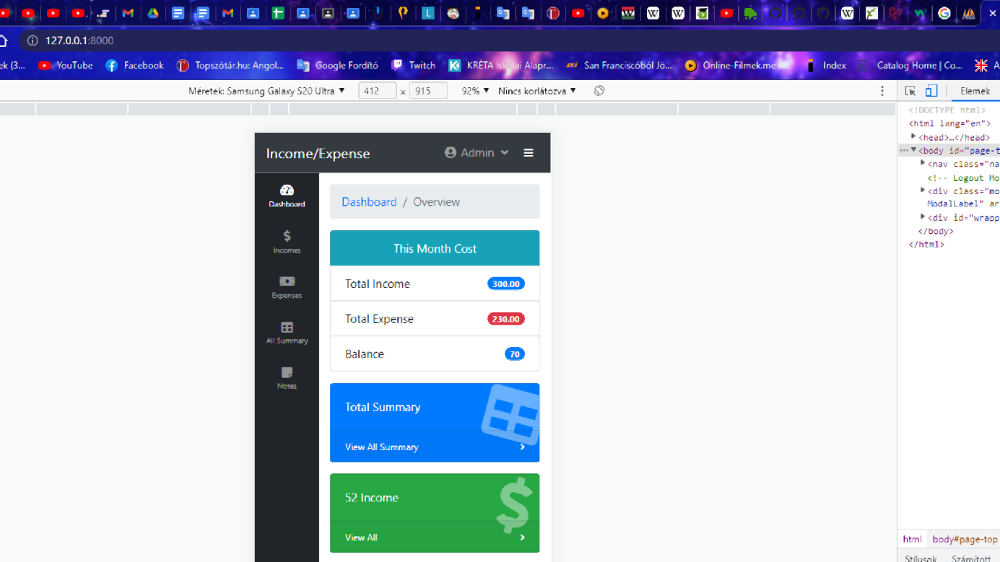 127.0.0.1:8000
ek (3... YouTube Facebook Topszótár.hu: Angol... Google Fordító Twitch KRÉTA Iskolai Alapr... San Franciscóból Jö... Online-Filmek.me Index Catalog Home | Co...
Méretek: Samsung Galaxy S20 Ultra 412 x 915 92% Nincs korlátozva Elemek
<!DOCTYPE html>
<html lang="en">
<head>…</head>
<body id="page-t
<nav class="na
<!-- Logout Mo
<div class="mo
ModalLabel" ar
<div id="wrapp
</body>
</html>
Income/Expense Admin
Dashboard
Incomes
Expenses
All Summary
Notes
Dashboard / Overview
This Month Cost
Total Income 300.00
Total Expense 230.00
Balance 70
Total Summary
View All Summary
52 Income
View All
html body#page-top
Stílusok Számított